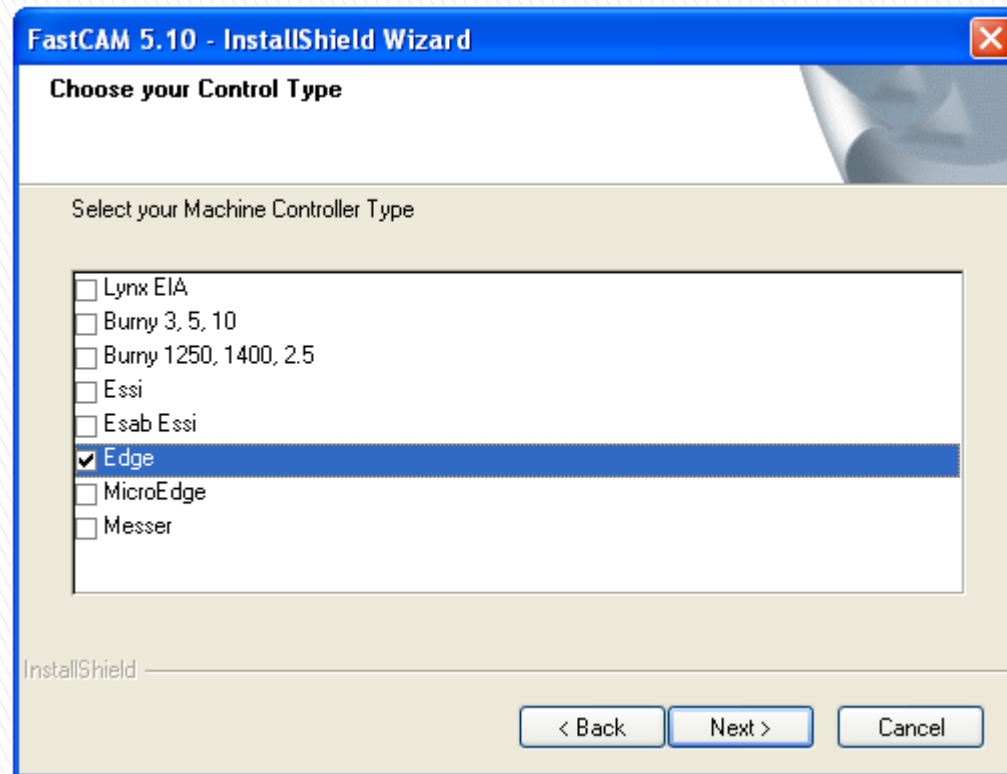 FastCAM 5.10 - InstallShield Wizard
Choose your Control Type
Select your Machine Controller Type
Lynx EIA
Burny 3, 5, 10
Burny 1250, 1400, 2.5
Essi
Esab Essi
Edge
MicroEdge
Messer
InstallShield
< Back Next > Cancel